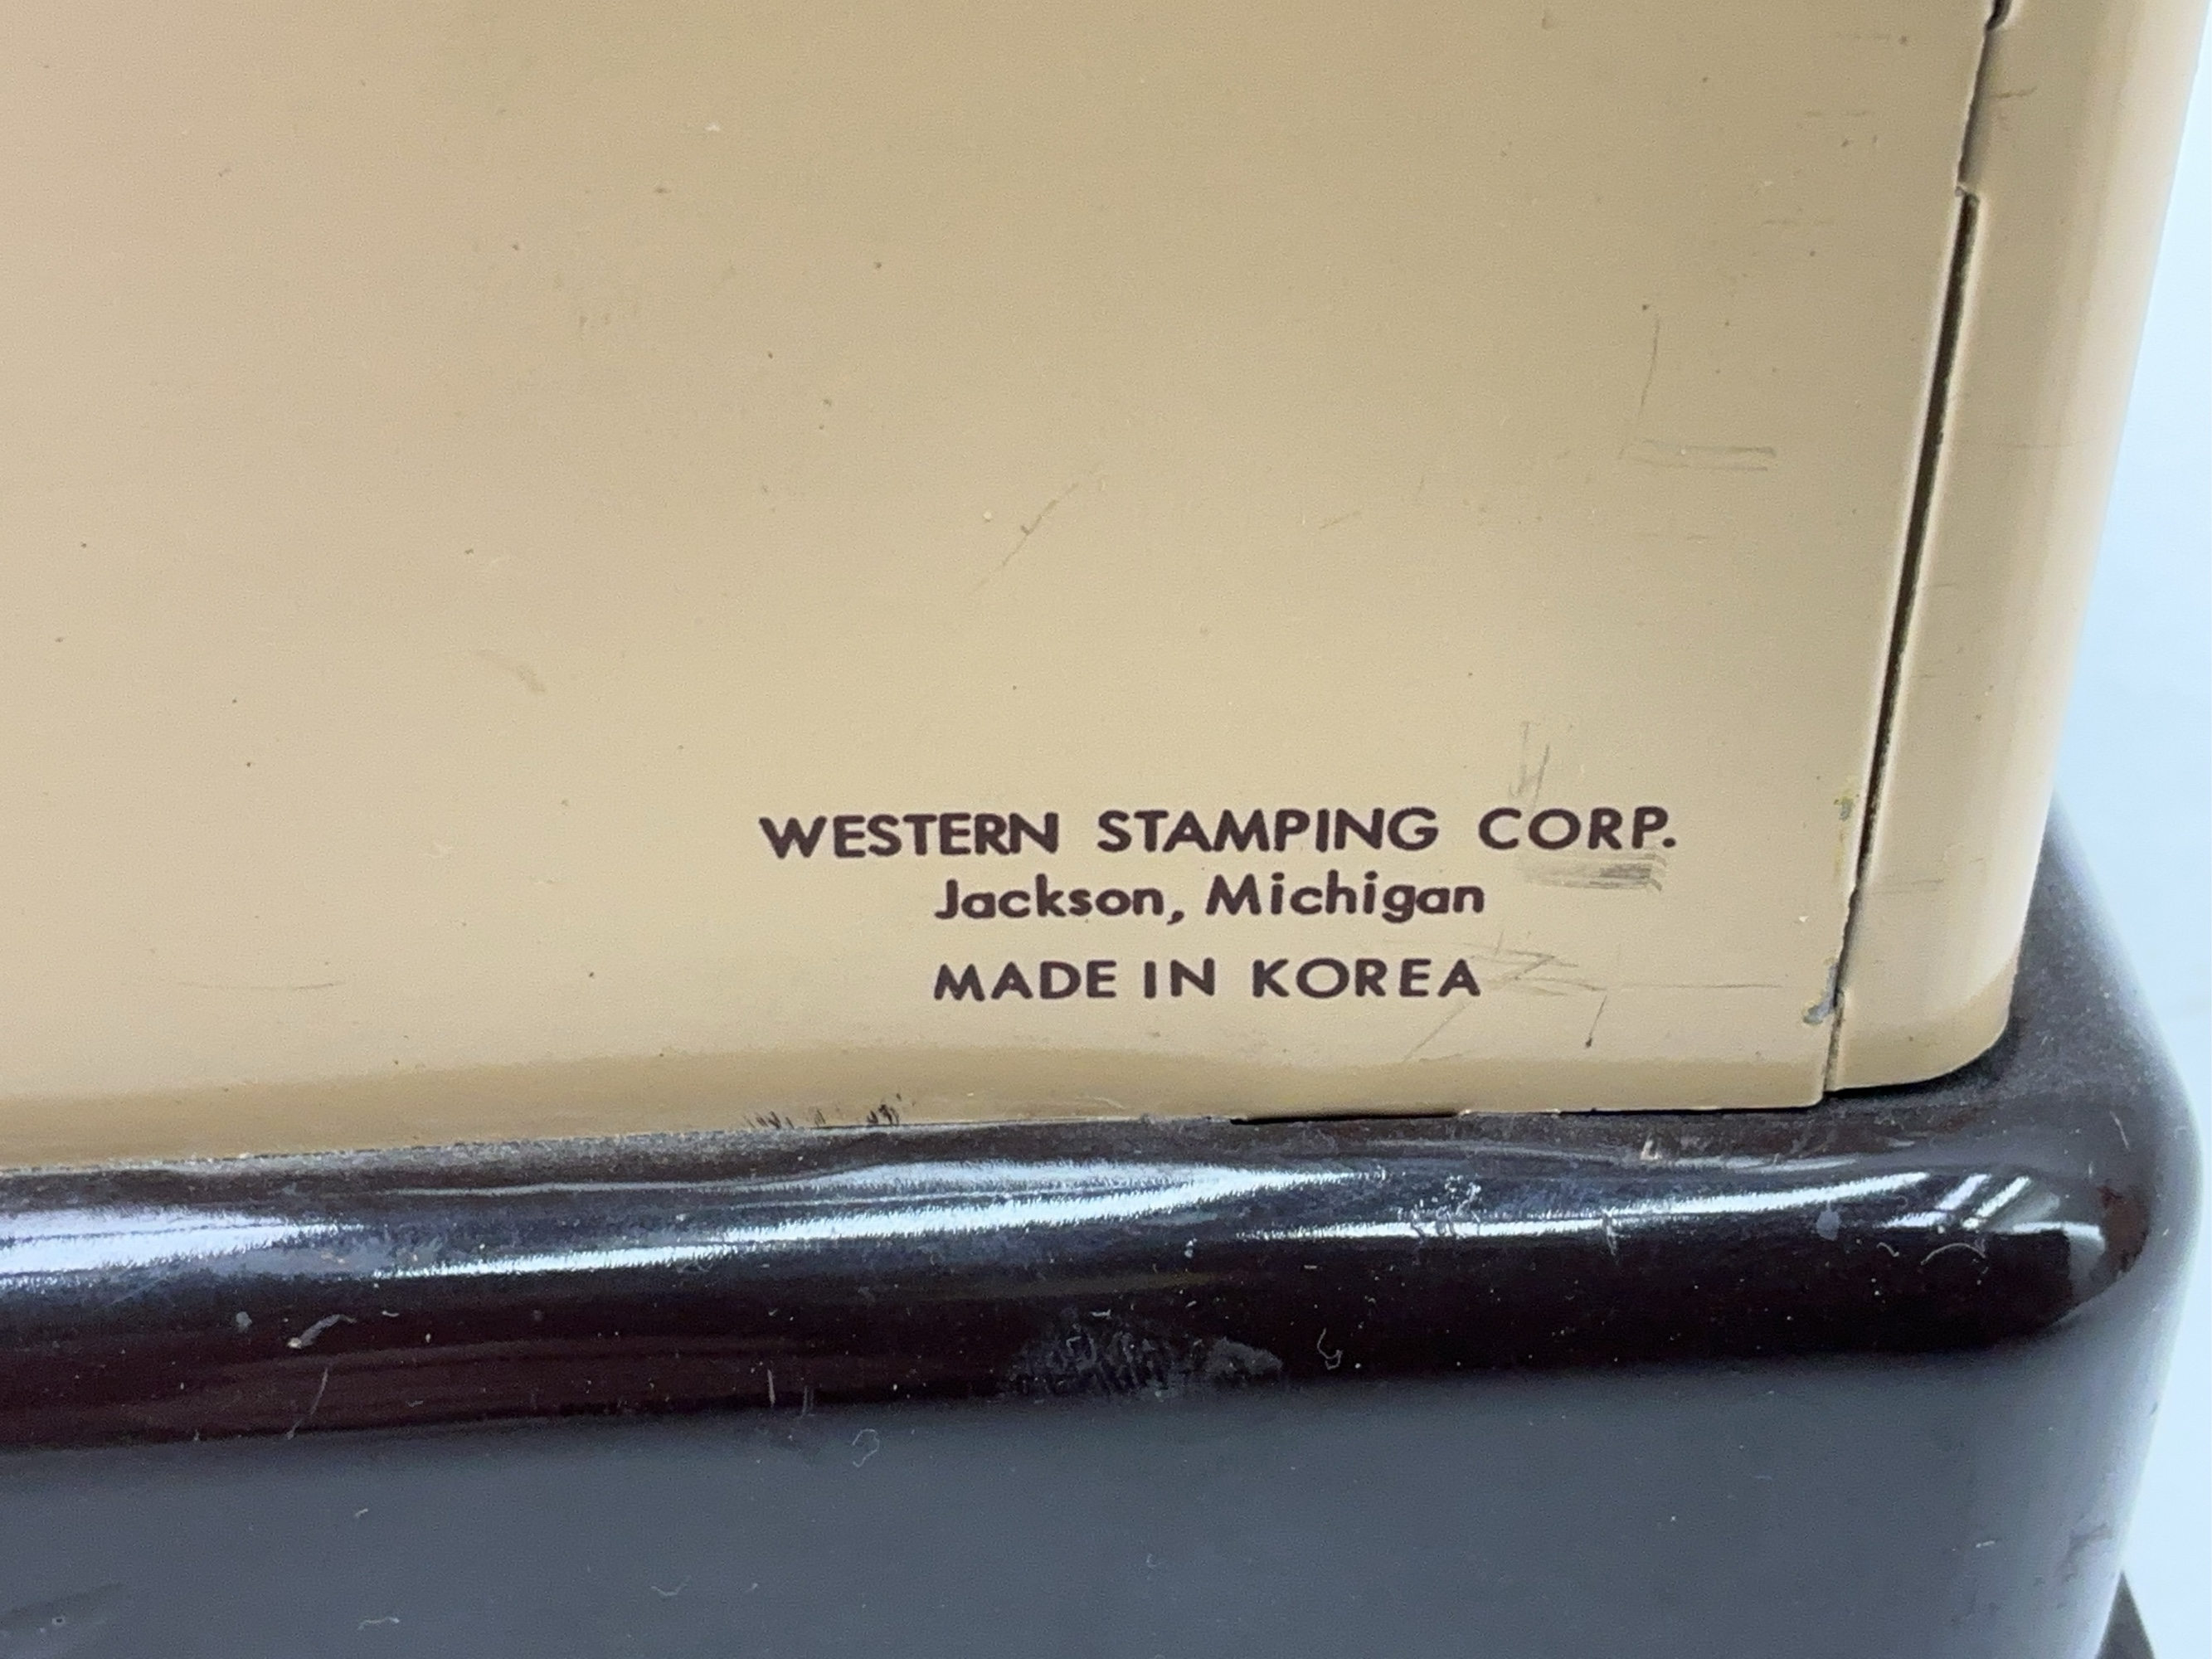 WESTERN STAMPING CORP.
Jackson, Michigan
MADE IN KOREA